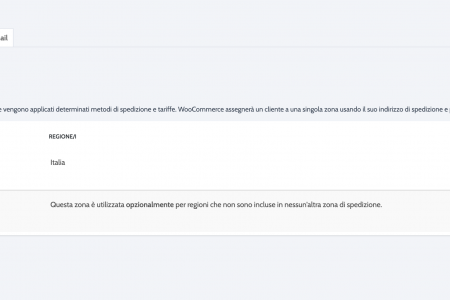 ail
e vengono applicati determinati metodi di spedizione e tariffe. WooCommerce assegnerà un cliente a una singola zona usando il suo indirizzo di spedizione e
REGIONE/I
Italia
Questa zona è utilizzata opzionalmente per regioni che non sono incluse in nessun'altra zona di spedizione.